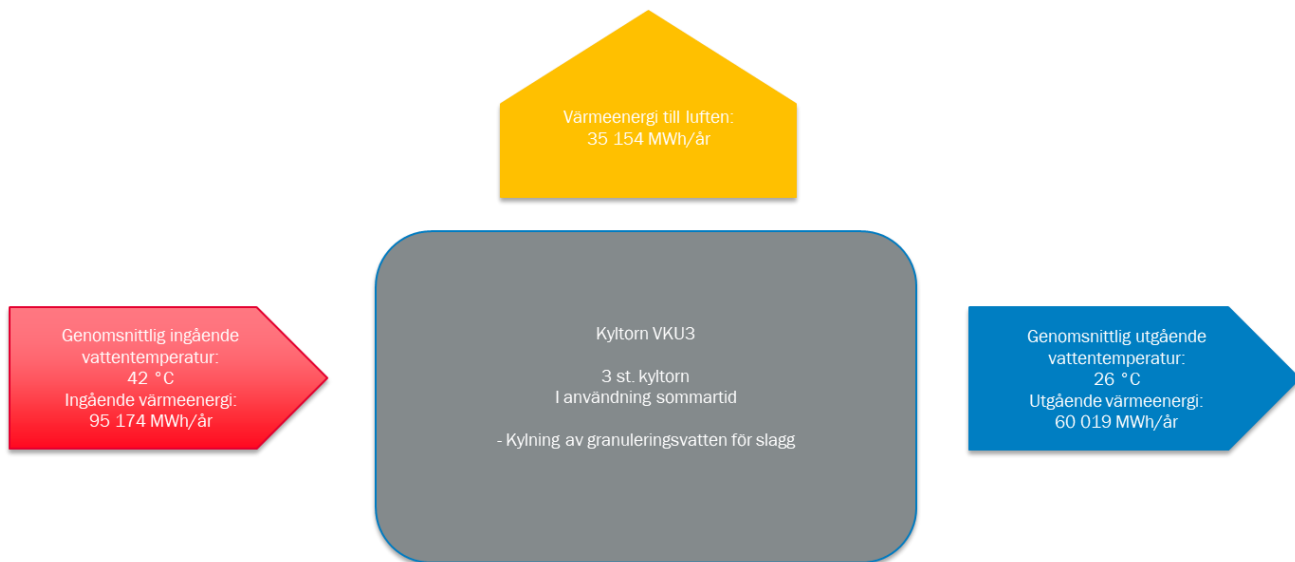 Värmeenergi till luften:
35 154 MWh/år
Genomsnittlig ingående
vattentemperatur:
42 °C
Ingående värmeenergi:
95 174 MWh/år
Kyltorn VKU3
3 st. kyltorn
I användning sommartid
- Kylning av granuleringsvatten för slagg
Genomsnittlig utgående
vattentemperatur:
26 °C
Utgående värmeenergi:
60 019 MWh/år